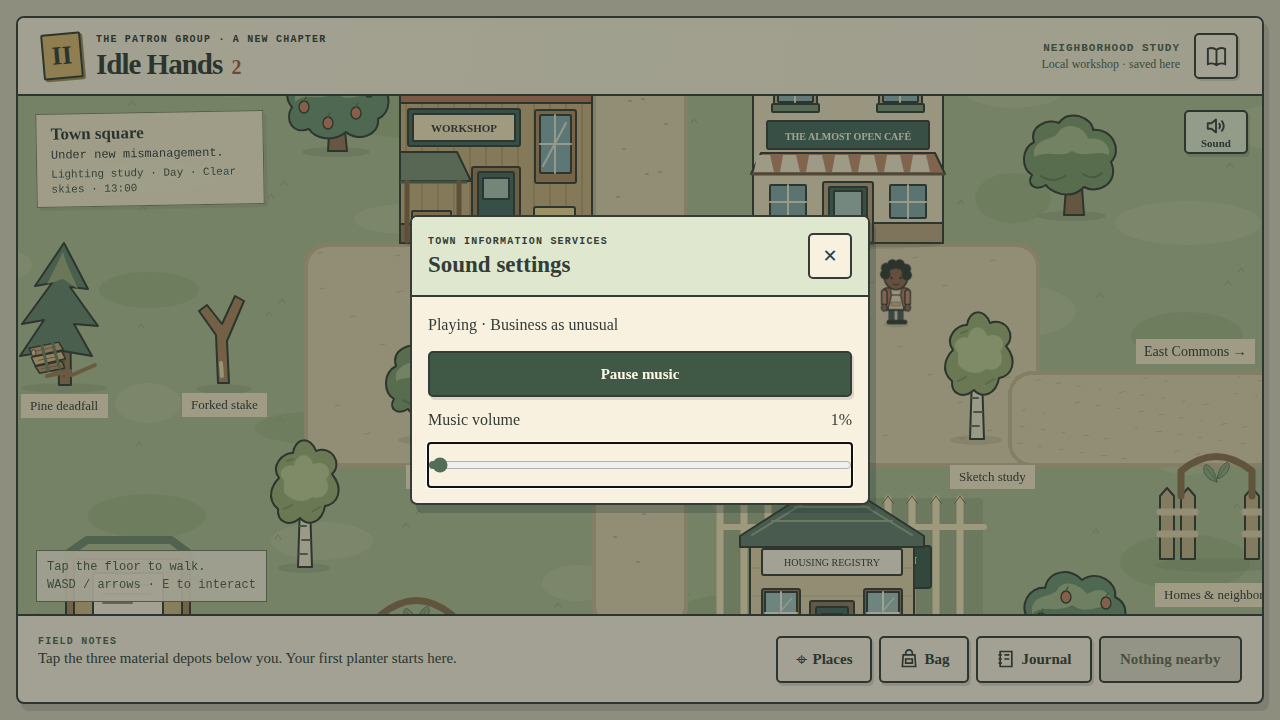 II
THE PATRON GROUP · A NEW CHAPTER
Idle Hands 2
NEIGHBORHOOD STUDY
Local workshop · saved here
Town square
Under new mismanagement.
Lighting study · Day · Clear
skies · 13:00
WORKSHOP
THE ALMOST OPEN CAFÉ
Sound
TOWN INFORMATION SERVICES
Sound settings
Playing · Business as unusual
Pause music
Music volume 1%
East Commons →
Pine deadfall
Forked stake
Sketch study
HOUSING REGISTRY
Homes & neighbor
Tap the floor to walk.
WASD / arrows · E to interact
FIELD NOTES
Tap the three material depots below you. Your first planter starts here.
Places
Bag
Journal
Nothing nearby